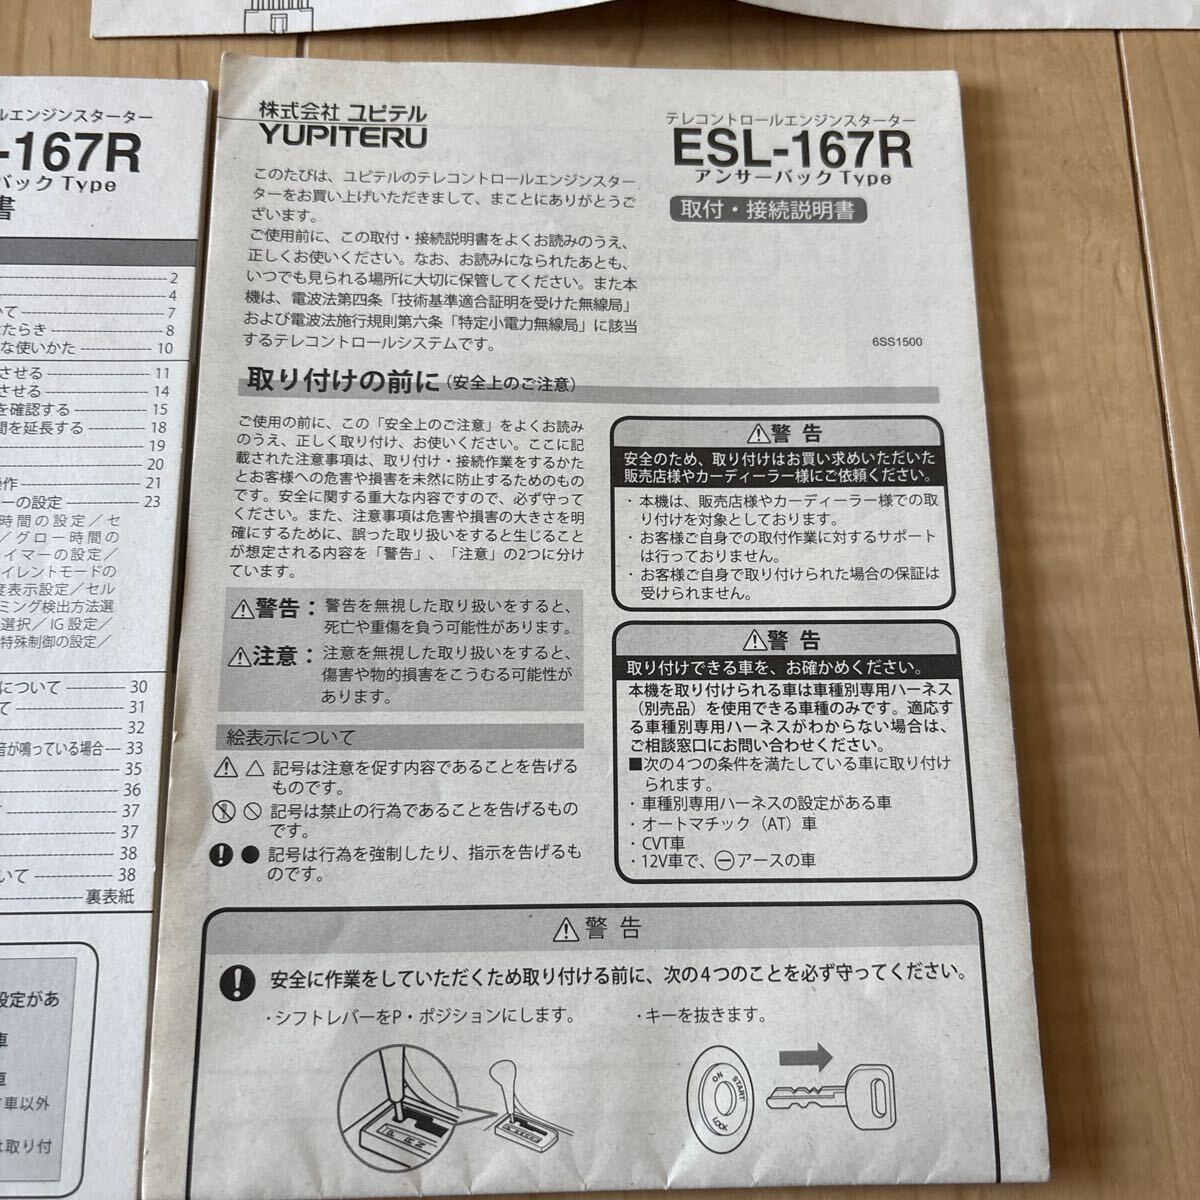 ルエンジンスターター
-167R
バックType
書
2
4
いて 7
たらき 8
な使いかた 10
させる 11
させる 14
を確認する 15
間を延長する 18
19
20
操作 21
ーの設定 23
時間の設定／セ
／グロー時間の
イマーの設定／
イレントモードの
度表示設定／セル
ミング検出方法選
選択／IG 設定／
特殊制御の設定／
について 30
て 31
32
音が鳴っている場合 33
35
36
37
37
38
いて 38
裏表紙
設定があ
車
車
車以外
は取り付
株式会社 ユピテル
YUPITERU
テレコントロールエンジンスターター
ESL-167R
アンサーバックType
取付・接続説明書
このたびは、ユピテルのテレコントロールエンジンスター
ターをお買い上げいただきまして、まことにありがとうご
ざいます。
ご使用前に、この取付・接続説明書をよくお読みのうえ、
正しくお使いください。なお、お読みになられたあとも、
いつでも見られる場所に大切に保管してください。また本
機は、電波法第四条「技術基準適合証明を受けた無線局」
および電波法施行規則第六条「特定小電力無線局」に該当
するテレコントロールシステムです。
6SS1500
取り付けの前に（安全上のご注意）
ご使用の前に、この「安全上のご注意」をよくお読み
のうえ、正しく取り付け、お使いください。ここに記
載された注意事項は、取り付け・接続作業をするかた
とお客様への危害や損害を未然に防止するためのもの
です。安全に関する重大な内容ですので、必ず守って
ください。また、注意事項は危害や損害の大きさを明
確にするために、誤った取り扱いをすると生じること
が想定される内容を「警告」、「注意」の2つに分け
ています。
⚠警告： 警告を無視した取り扱いをすると、
死亡や重傷を負う可能性があります。
⚠注意： 注意を無視した取り扱いをすると、
傷害や物的損害をこうむる可能性が
あります。
絵表示について
記号は注意を促す内容であることを告げる
ものです。
記号は禁止の行為であることを告げるもの
です。
記号は行為を強制したり、指示を告げるも
のです。
⚠警 告
安全のため、取り付けはお買い求めいただいた
販売店様やカーディーラー様にご依頼ください。
・本機は、販売店様やカーディーラー様での取
り付けを対象としております。
・お客様ご自身での取付作業に対するサポート
は行っておりません。
・お客様ご自身で取り付けられた場合の保証は
受けられません。
⚠警 告
取り付けできる車を、お確かめください。
本機を取り付けられる車は車種別専用ハーネス
（別売品）を使用できる車種のみです。適応す
る車種別専用ハーネスがわからない場合は、
ご相談窓口にお問い合わせください。
■次の4つの条件を満たしている車に取り付け
られます。
・車種別専用ハーネスの設定がある車
・オートマチック（AT）車
・CVT車
・12V車で、⊖アースの車
⚠警 告
安全に作業をしていただくため取り付ける前に、次の4つのことを必ず守ってください。
・シフトレバーをP・ポジションにします。
・キーを抜きます。
P R N
ON
START
LOCK